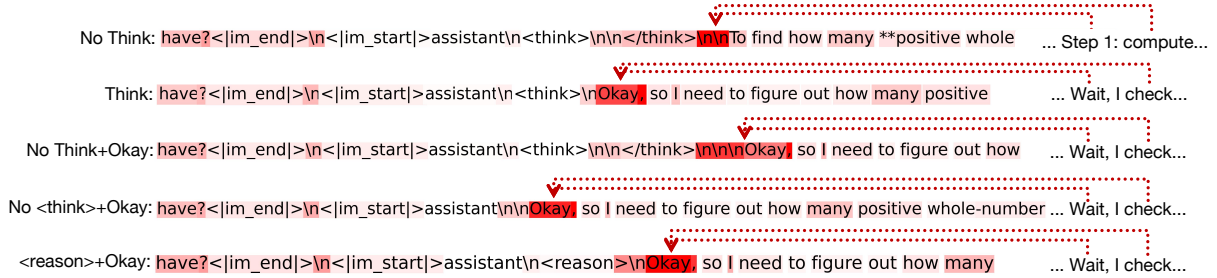 No Think: have?<|im_end|>\n<|im_start|>assistant\n<think>\n\n</think>\n\nTo find how many **positive whole ... Step 1: compute...
Think: have?<|im_end|>\n<|im_start|>assistant\n<think>\nOkay, so I need to figure out how many positive ... Wait, I check...
No Think+Okay: have?<|im_end|>\n<|im_start|>assistant\n<think>\n\n</think>\n\n\nOkay, so I need to figure out how ... Wait, I check...
No <think>+Okay: have?<|im_end|>\n<|im_start|>assistant\n\nOkay, so I need to figure out how many positive whole-number ... Wait, I check...
<reason>+Okay: have?<|im_end|>\n<|im_start|>assistant\n<reason>\nOkay, so I need to figure out how many ... Wait, I check...